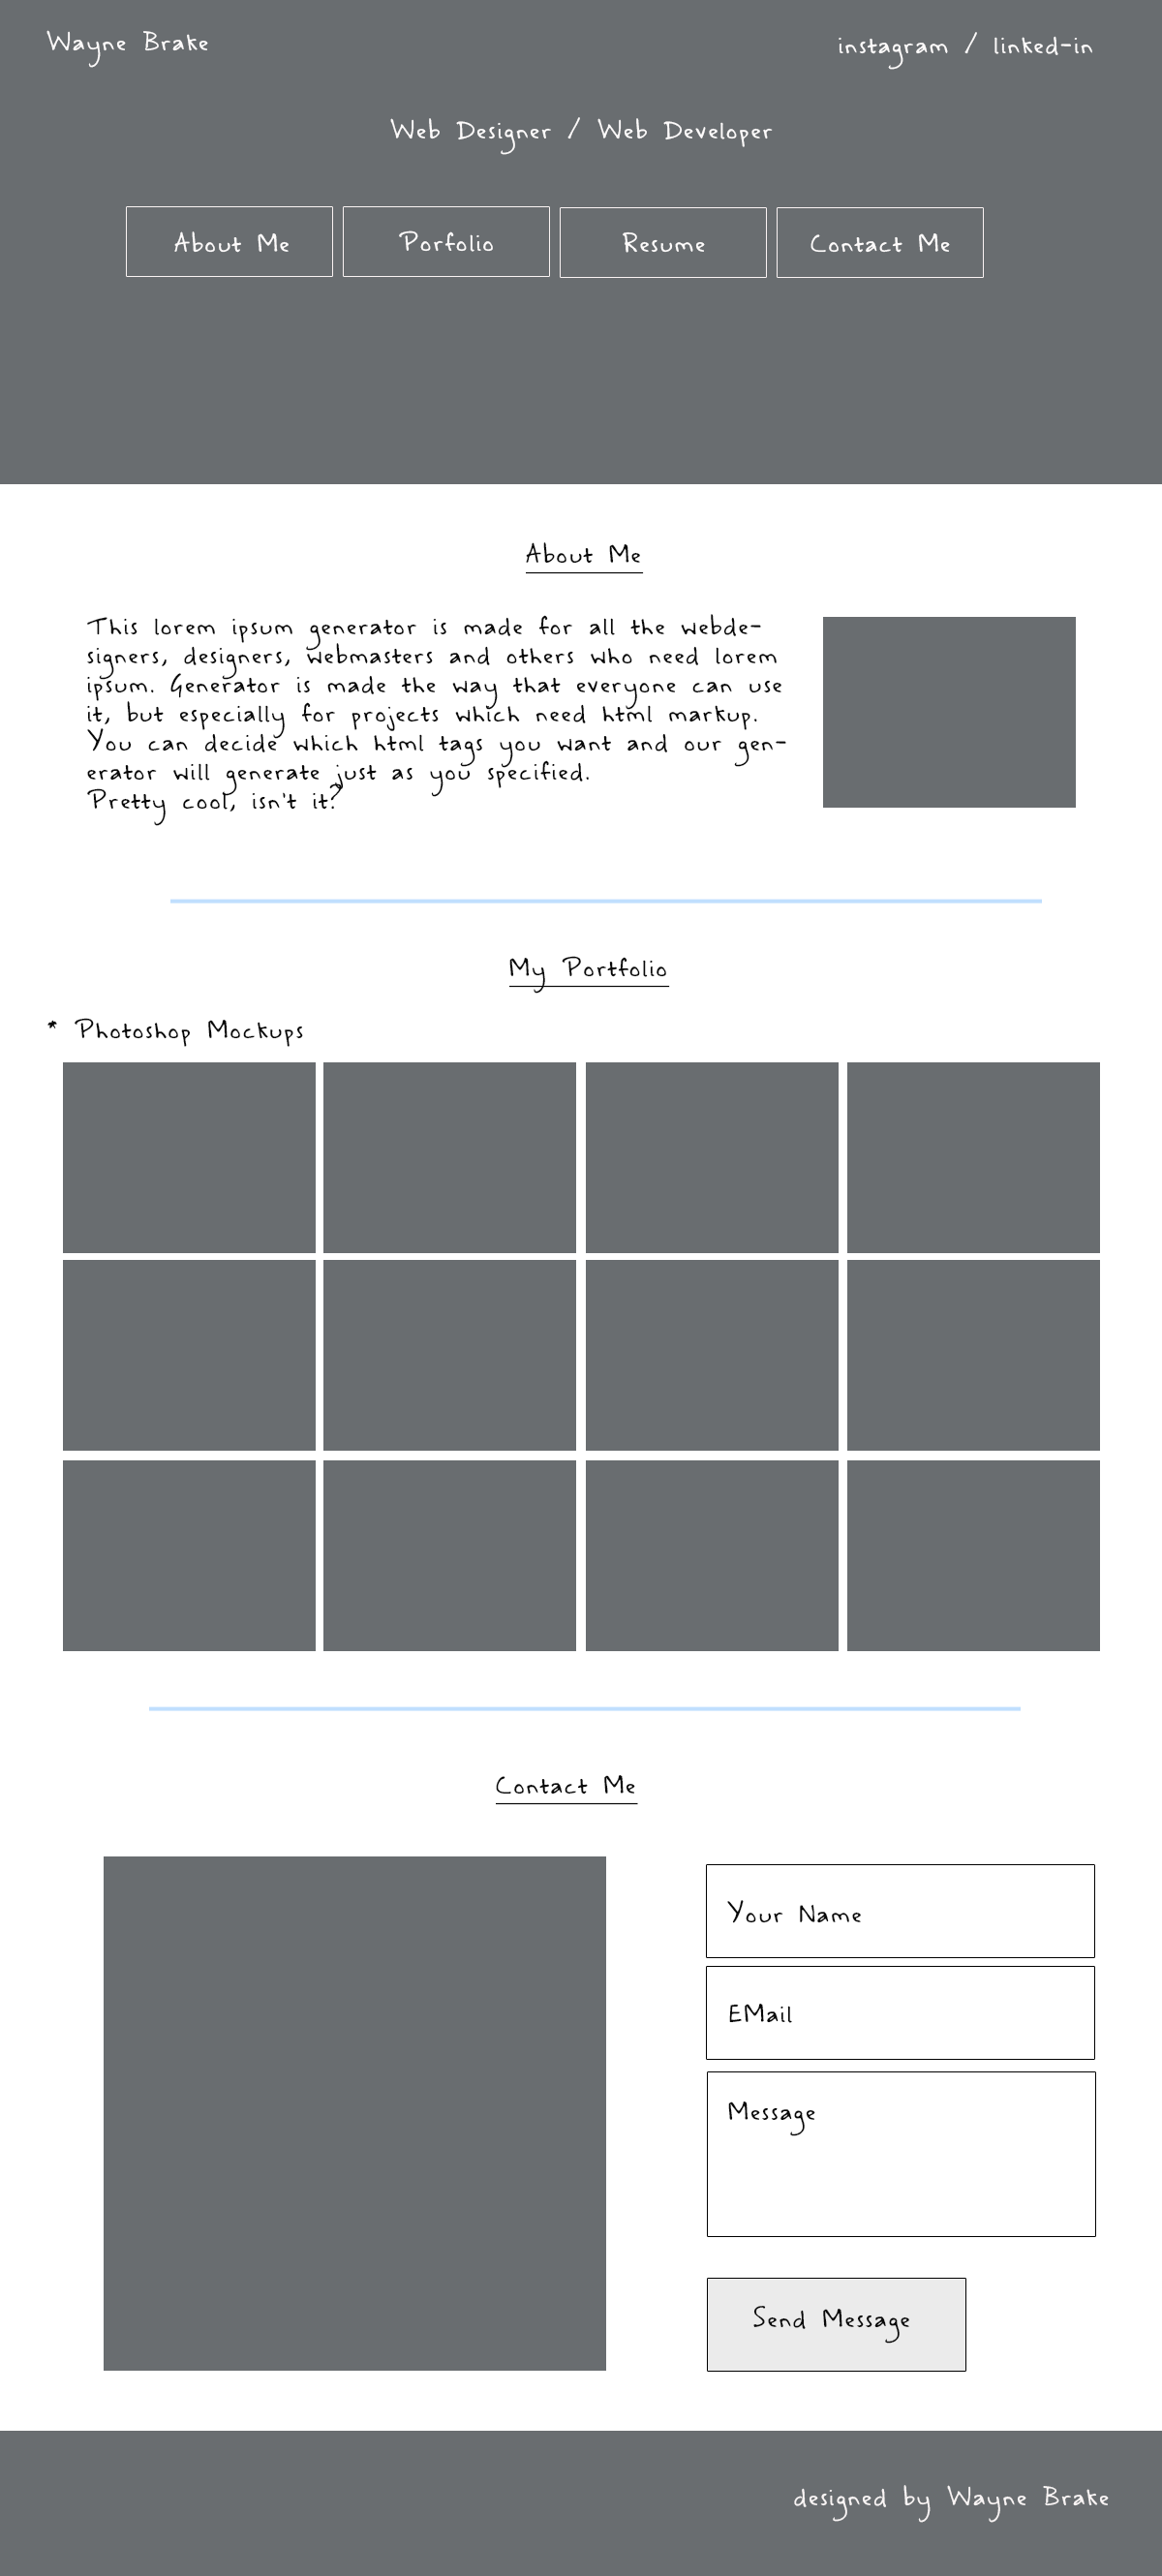 Wayne Brake
instagram / linked-in
Web Designer / Web Developer
About Me
Porfolio
Resume
Contact Me
About Me
This lorem ipsum generator is made for all the webde-
signers, designers, webmasters and others who need lorem
ipsum. Generator is made the way that everyone can use
it, but especially for projects which need html markup.
You can decide which html tags you want and our gen-
erator will generate just as you specified.
Pretty cool, isn't it?
My Portfolio
* Photoshop Mockups
Contact Me
Your Name
EMail
Message
Send Message
designed by Wayne Brake